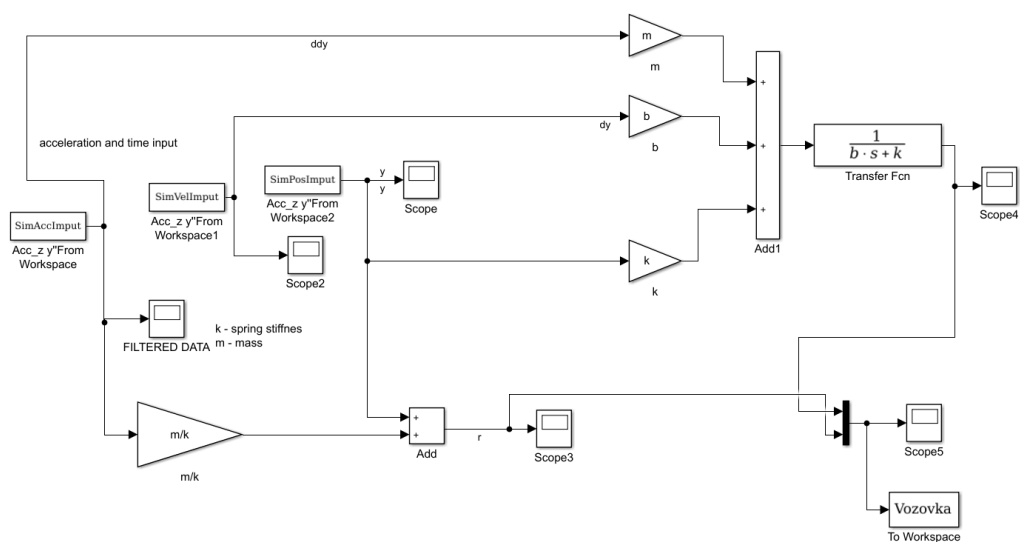 ddy
m
m
+
acceleration and time input
dy
b
b
+
1
b · s + k
Transfer Fcn
SimPosImput
Acc_z y"From
Workspace2
y
y
Scope
SimVelImput
Acc_z y"From
Workspace1
Scope4
SimAccImput
Acc_z y"From
Workspace
+
Add1
Scope2
k
k
FILTERED DATA
k - spring stiffnes
m - mass
m/k
m/k
+
+
Add
r
Scope3
Scope5
Vozovka
To Workspace